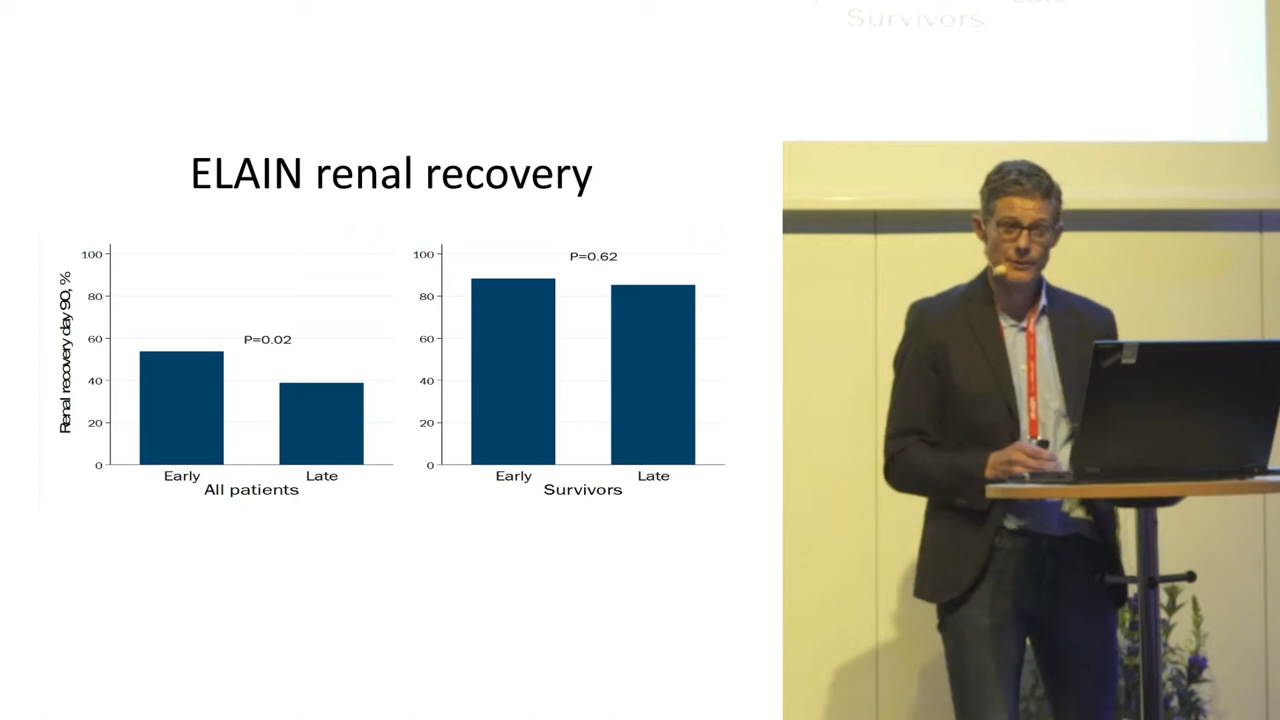 Survivors
ELAIN renal recovery
Renal recovery day 90, %
100
80
60
40
20
0
P=0.02
Early Late
All patients
100
80
60
40
20
0
P=0.62
Early Late
Survivors